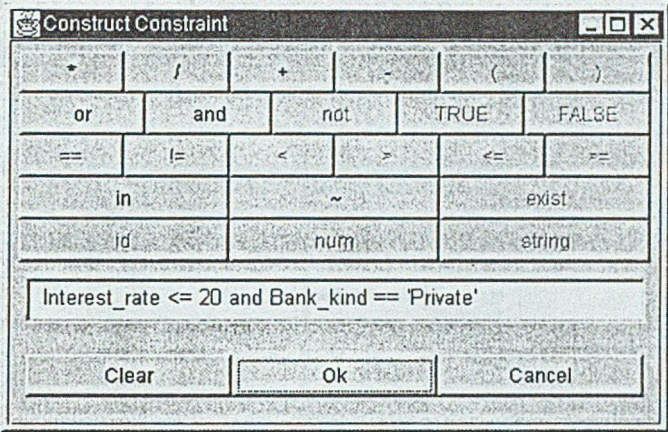 Construct Constraint
* / + - ( )
or and not TRUE FALSE
== != < > <= >=
in ~ exist
id num string
Interest_rate <= 20 and Bank_kind == 'Private'
Clear Ok Cancel